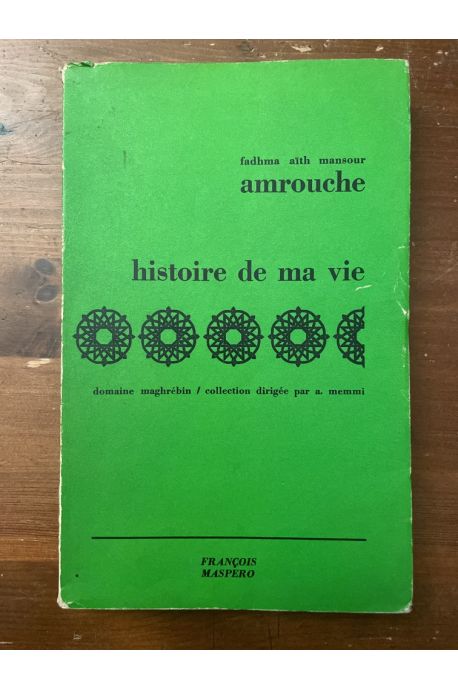 fadhma aïth mansour
amrouche
histoire de ma vie
domaine maghrébin / collection dirigée par a. memmi
FRANÇOIS
MASPERO